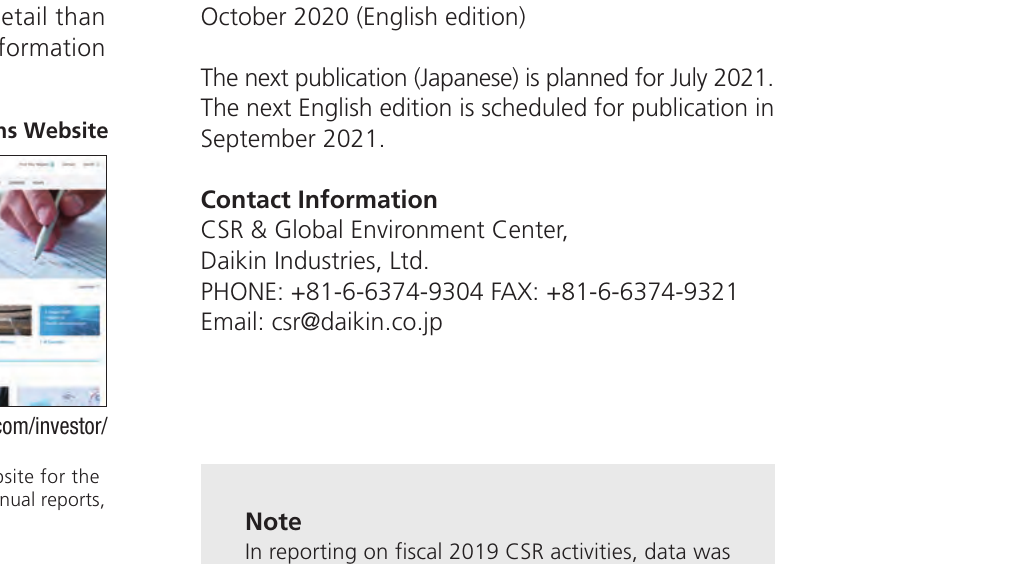 etail than
formation
ns Website
com/investor/
site for the
nual reports,
October 2020 (English edition)
The next publication (Japanese) is planned for July 2021.
The next English edition is scheduled for publication in
September 2021.
Contact Information
CSR & Global Environment Center,
Daikin Industries, Ltd.
PHONE: +81-6-6374-9304 FAX: +81-6-6374-9321
Email: csr@daikin.co.jp
Note
In reporting on fiscal 2019 CSR activities, data was